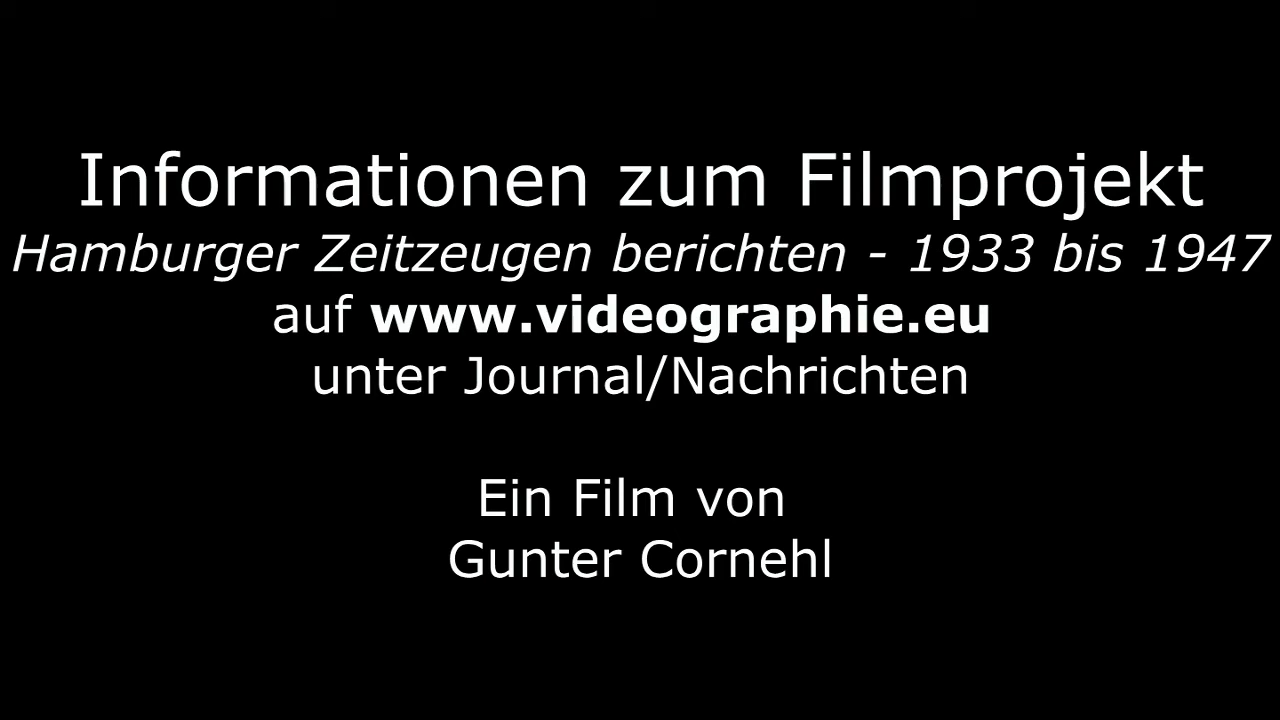 Informationen zum Filmprojekt
Hamburger Zeitzeugen berichten - 1933 bis 1947
auf www.videographie.eu
unter Journal/Nachrichten
Ein Film von
Gunter Cornehl